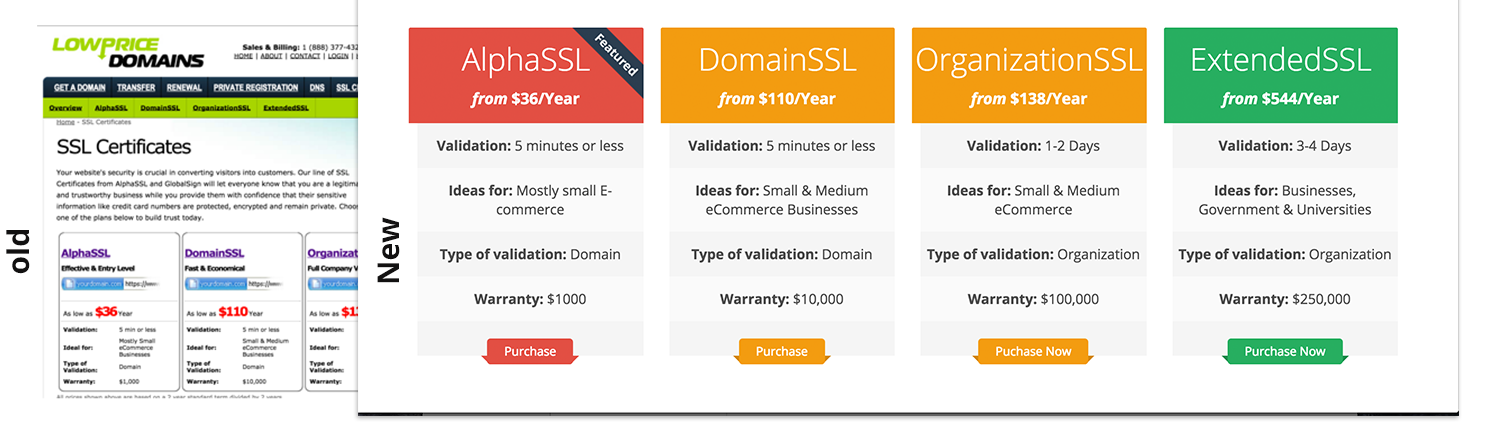 old
LOWPRICE
DOMAINS
Sales & Billing: 1 (888) 377-432
HOME | ABOUT | CONTACT | LOGIN |
GET A DOMAIN TRANSFER RENEWAL PRIVATE REGISTRATION DNS SSL C
Overview AlphaSSL DomainSSL OrganizationSSL ExtendedSSL
Home - SSL Certificates
SSL Certificates
Your website's security is crucial in converting visitors into customers. Our line of SSL
Certificates from AlphaSSL and GlobalSign will let everyone know that you are a legitima
and trustworthy business while you provide them with confidence that their sensitive
information like credit card numbers are protected, encrypted and remain private. Choo
one of the plans below to build trust today.
AlphaSSL
Effective & Entry Level
yourdomain.com https://www
As low as $36 Year
Validation: 5 min or less
Ideal for: Mostly Small
eCommerce
Businesses
Type of
Validation: Domain
Warranty: $1,000
DomainSSL
Fast & Economical
yourdomain.com https://www
As low as $110 Year
Validation: 5 min or less
Ideal for: Small & Medium
eCommerce
Businesses
Type of
Validation: Domain
Warranty: $10,000
Organizat
Full Company V
As low as $1
Validation:
Ideal for:
Type of
Validation:
Warranty:
All prices shown above are based on a 2 year standard term divided by 2 years
New
AlphaSSL
Featured
from $36/Year
Validation: 5 minutes or less
Ideas for: Mostly small E-
commerce
Type of validation: Domain
Warranty: $1000
Purchase
DomainSSL
from $110/Year
Validation: 5 minutes or less
Ideas for: Small & Medium
eCommerce Businesses
Type of validation: Domain
Warranty: $10,000
Purchase
OrganizationSSL
from $138/Year
Validation: 1-2 Days
Ideas for: Small & Medium
eCommerce
Type of validation: Organization
Warranty: $100,000
Puchase Now
ExtendedSSL
from $544/Year
Validation: 3-4 Days
Ideas for: Businesses,
Government & Universities
Type of validation: Organization
Warranty: $250,000
Purchase Now